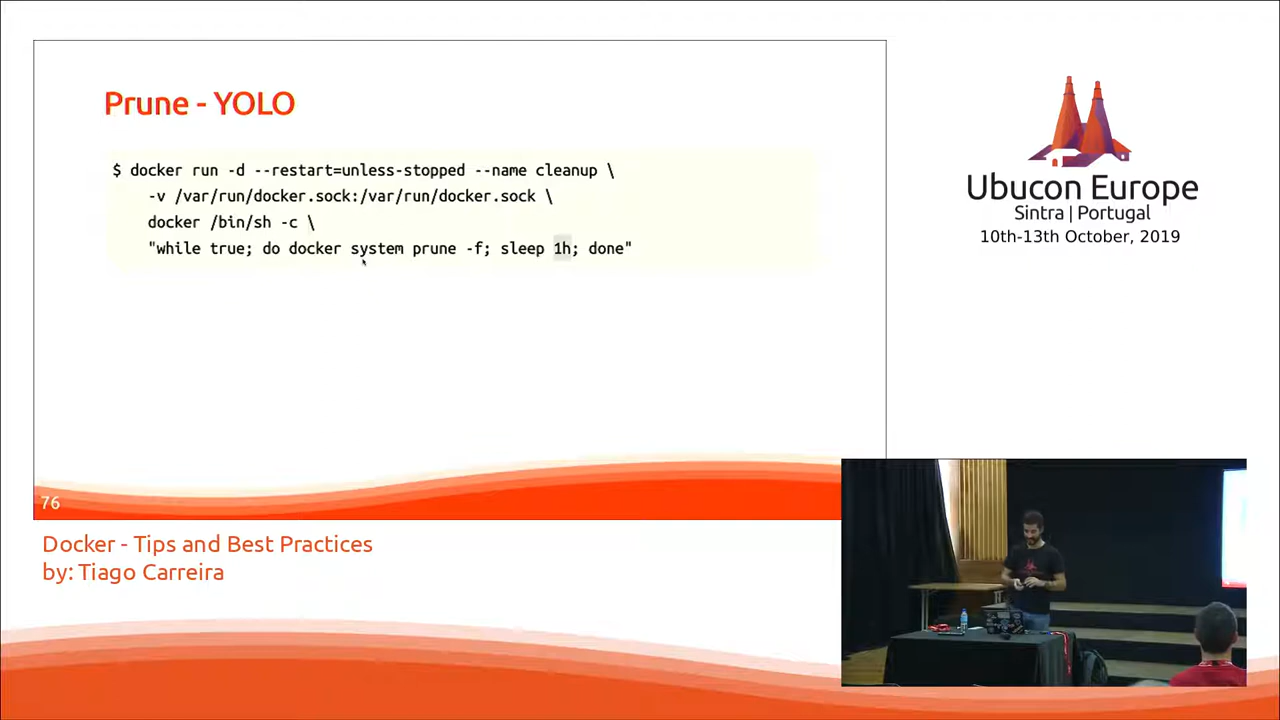 Prune - YOLO
$ docker run -d --restart=unless-stopped --name cleanup \
-v /var/run/docker.sock:/var/run/docker.sock \
docker /bin/sh -c \
"while true; do docker system prune -f; sleep 1h; done"
76
Docker - Tips and Best Practices
by: Tiago Carreira
Ubucon Europe
Sintra | Portugal
10th-13th October, 2019